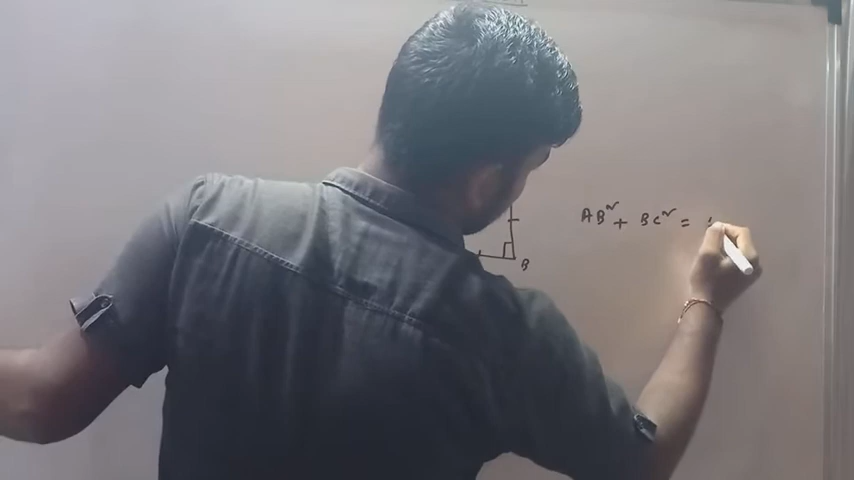 AB² + BC² =
B